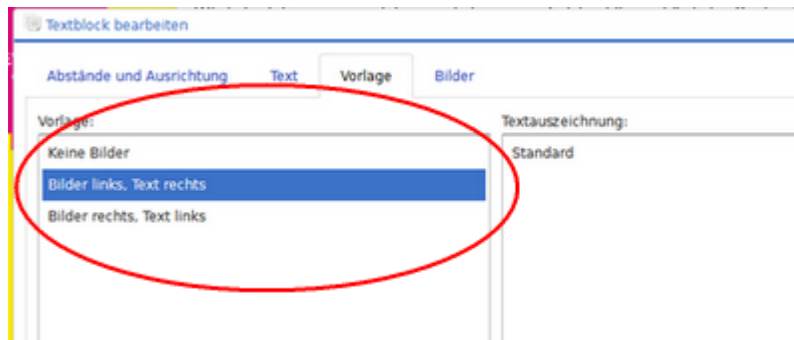 Textblock bearbeiten
Abstände und Ausrichtung Text Vorlage Bilder
Vorlage: Textauszeichnung:
Keine Bilder Standard
Bilder links, Text rechts
Bilder rechts, Text links